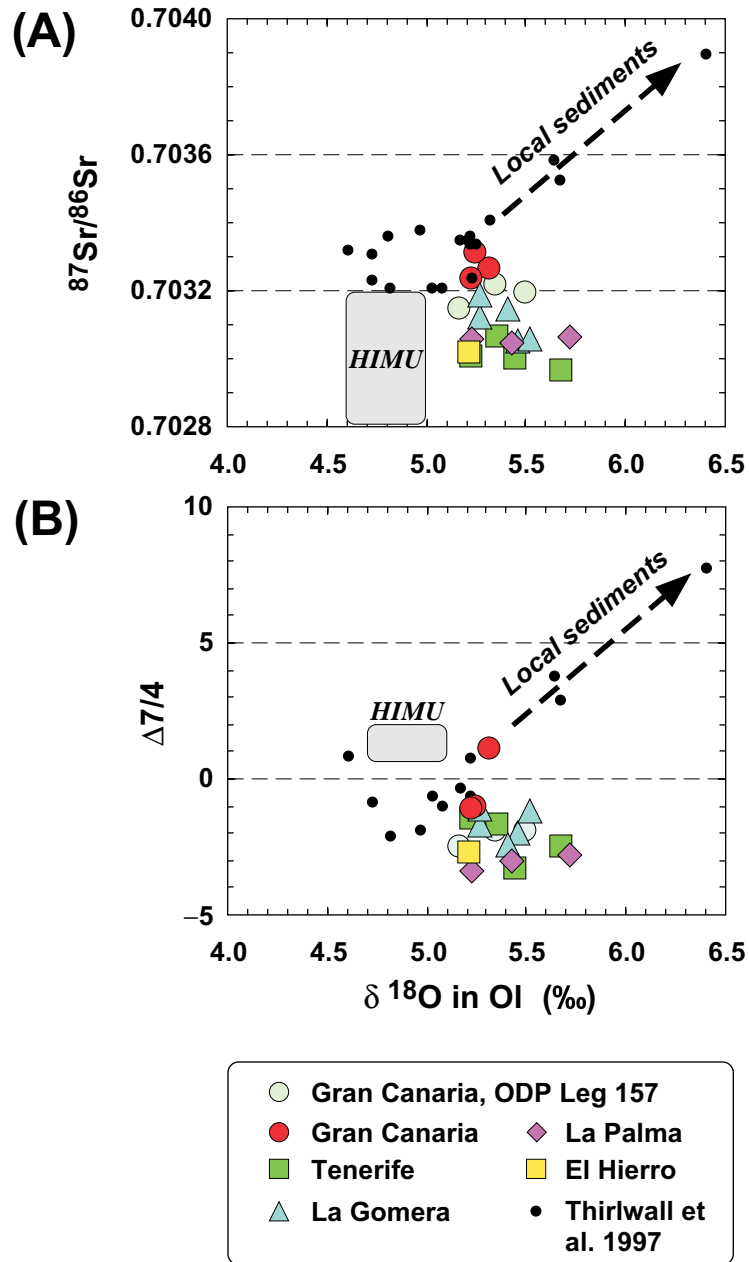 (A)
0.7040
0.7036
0.7032
0.7028
87Sr/86Sr
Local sediments
HIMU
4.0 4.5 5.0 5.5 6.0 6.5
(B)
10
5
0
–5
Δ7/4
Local sediments
HIMU
4.0 4.5 5.0 5.5 6.0 6.5
δ 18O in Ol (‰)
Gran Canaria, ODP Leg 157
Gran Canaria
La Palma
Tenerife
El Hierro
La Gomera
Thirlwall et
al. 1997